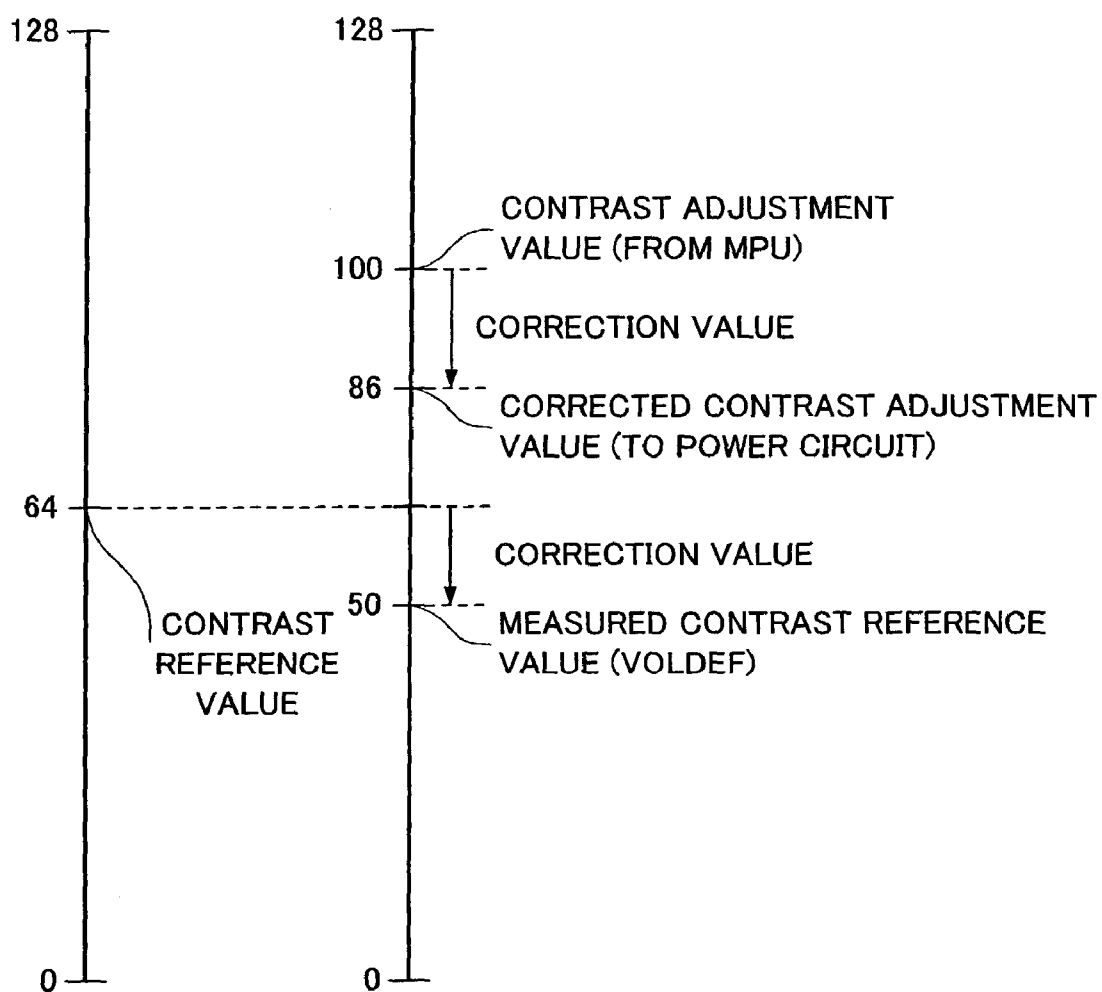 128
128
CONTRAST ADJUSTMENT
VALUE (FROM MPU)
100
CORRECTION VALUE
86
CORRECTED CONTRAST ADJUSTMENT
VALUE (TO POWER CIRCUIT)
64
CORRECTION VALUE
50
CONTRAST
REFERENCE
VALUE
MEASURED CONTRAST REFERENCE
VALUE (VOLDEF)
0
0